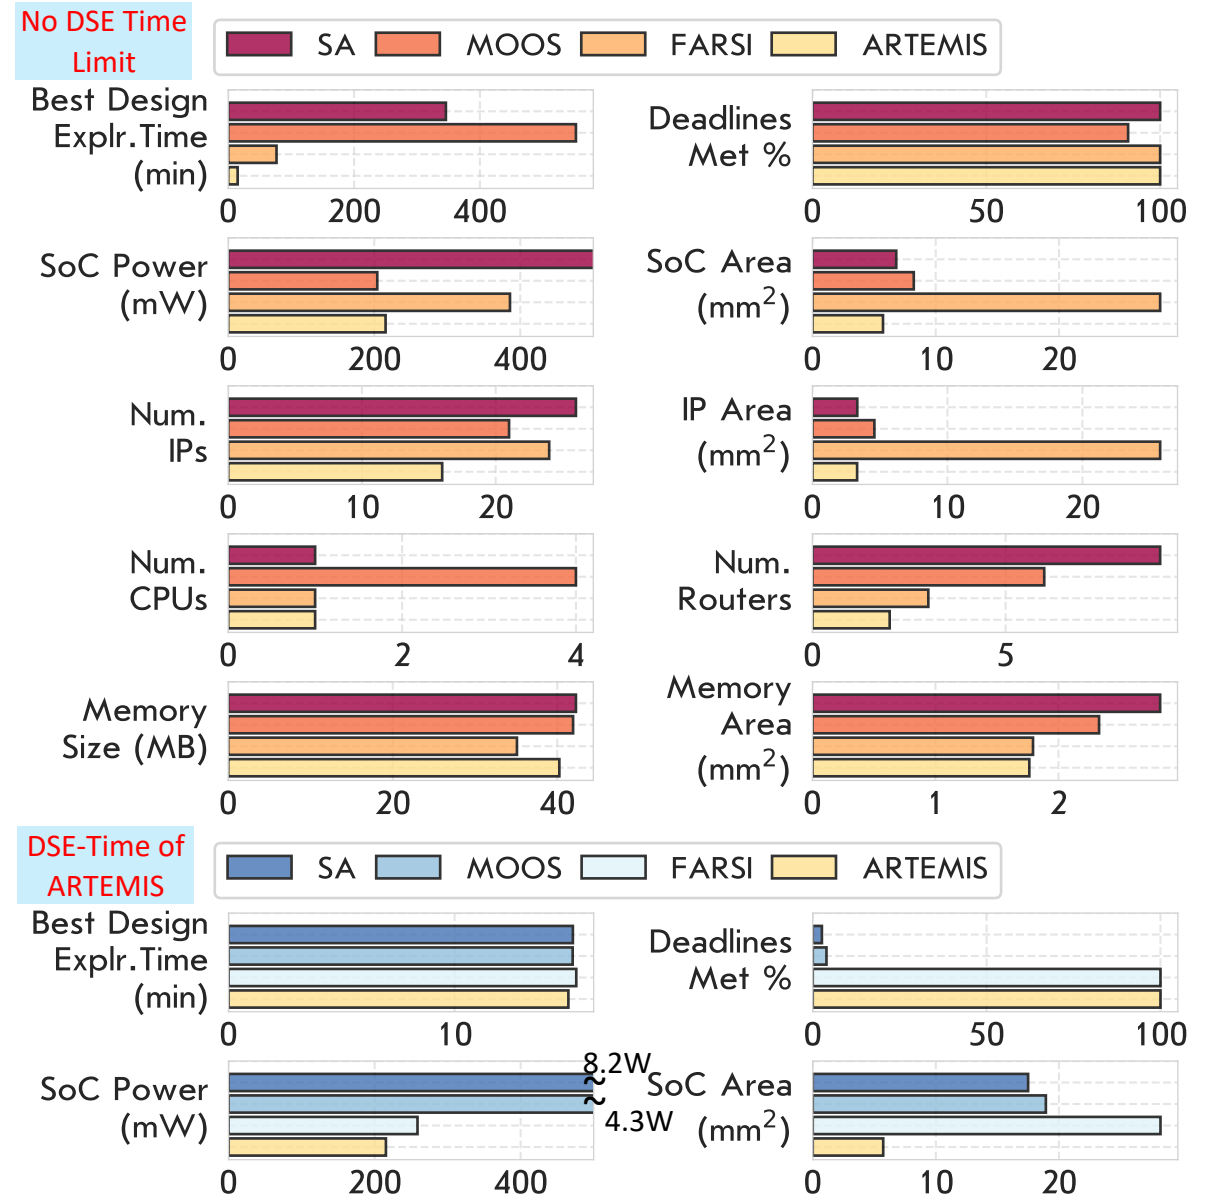 No DSE Time
Limit
SA MOOS FARSI ARTEMIS
Best Design
Explr.Time
(min)
0 200 400
Deadlines
Met %
0 50 100
SoC Power
(mW)
0 200 400
SoC Area
(mm²)
0 10 20
Num.
IPs
0 10 20
IP Area
(mm²)
0 10 20
Num.
CPUs
0 2 4
Num.
Routers
0 5
Memory
Size (MB)
0 20 40
Memory
Area
(mm²)
0 1 2
DSE-Time of
ARTEMIS
SA MOOS FARSI ARTEMIS
Best Design
Explr.Time
(min)
0 10
Deadlines
Met %
0 50 100
SoC Power
(mW)
8.2W
≈
≈
4.3W
0 200 400
SoC Area
(mm²)
0 10 20